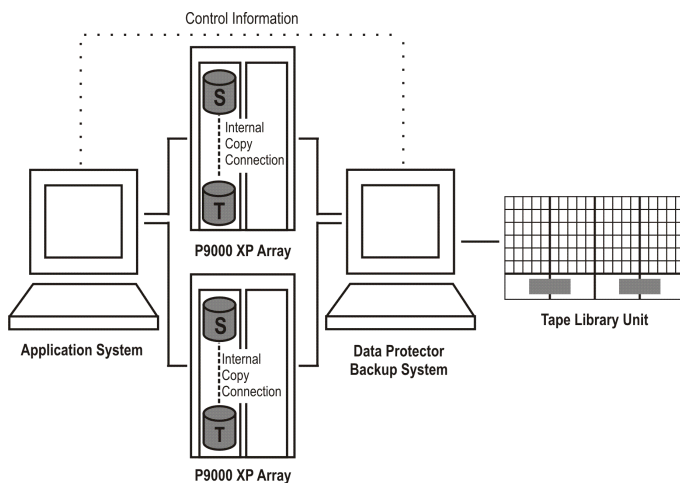 Control Information
S
Internal
Copy
Connection
T
P9000 XP Array
Application System
Data Protector
Backup System
Tape Library Unit
S
Internal
Copy
Connection
T
P9000 XP Array